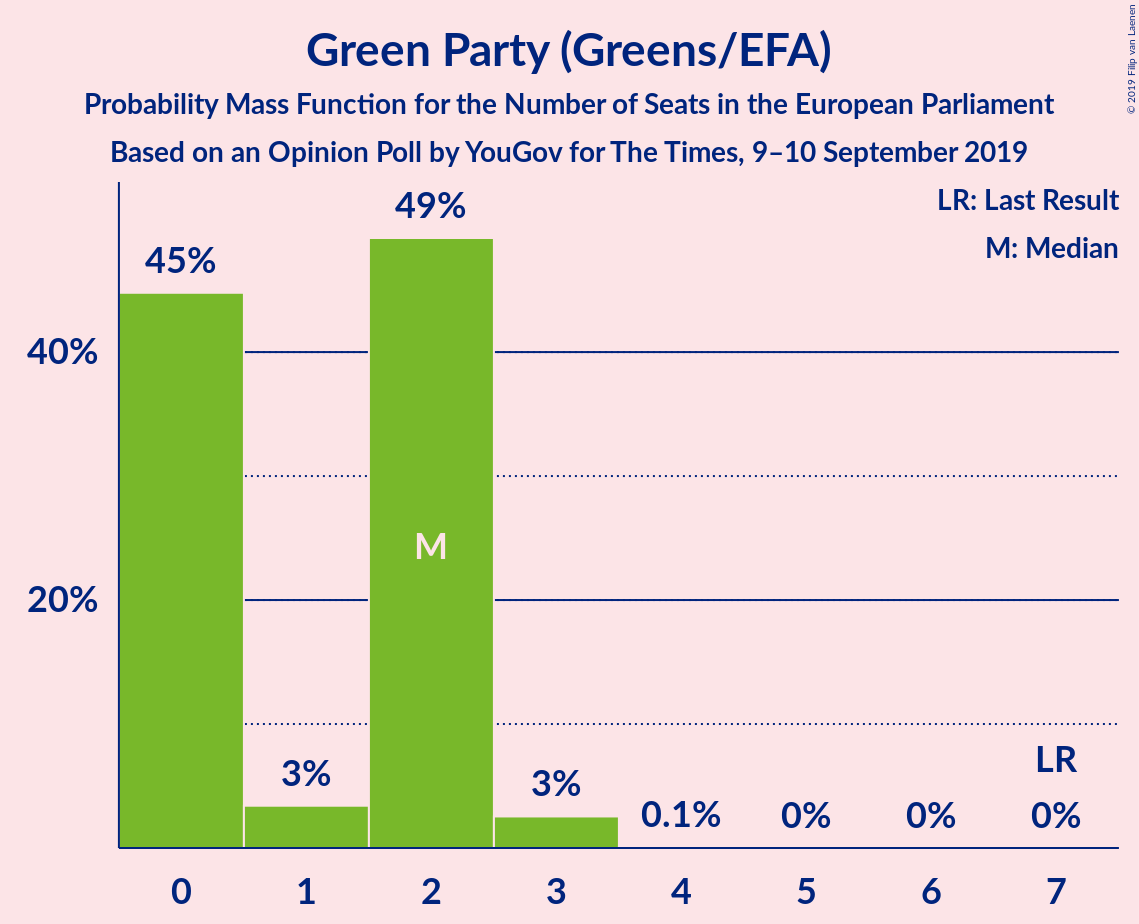 Green Party (Greens/EFA)
Probability Mass Function for the Number of Seats in the European Parliament
Based on an Opinion Poll by YouGov for The Times, 9–10 September 2019
© 2019 Filip van Laenen
LR: Last Result
M: Median
49%
45%
40%
M
20%
LR
3%
3%
0.1%
0%
0%
0%
0 1 2 3 4 5 6 7